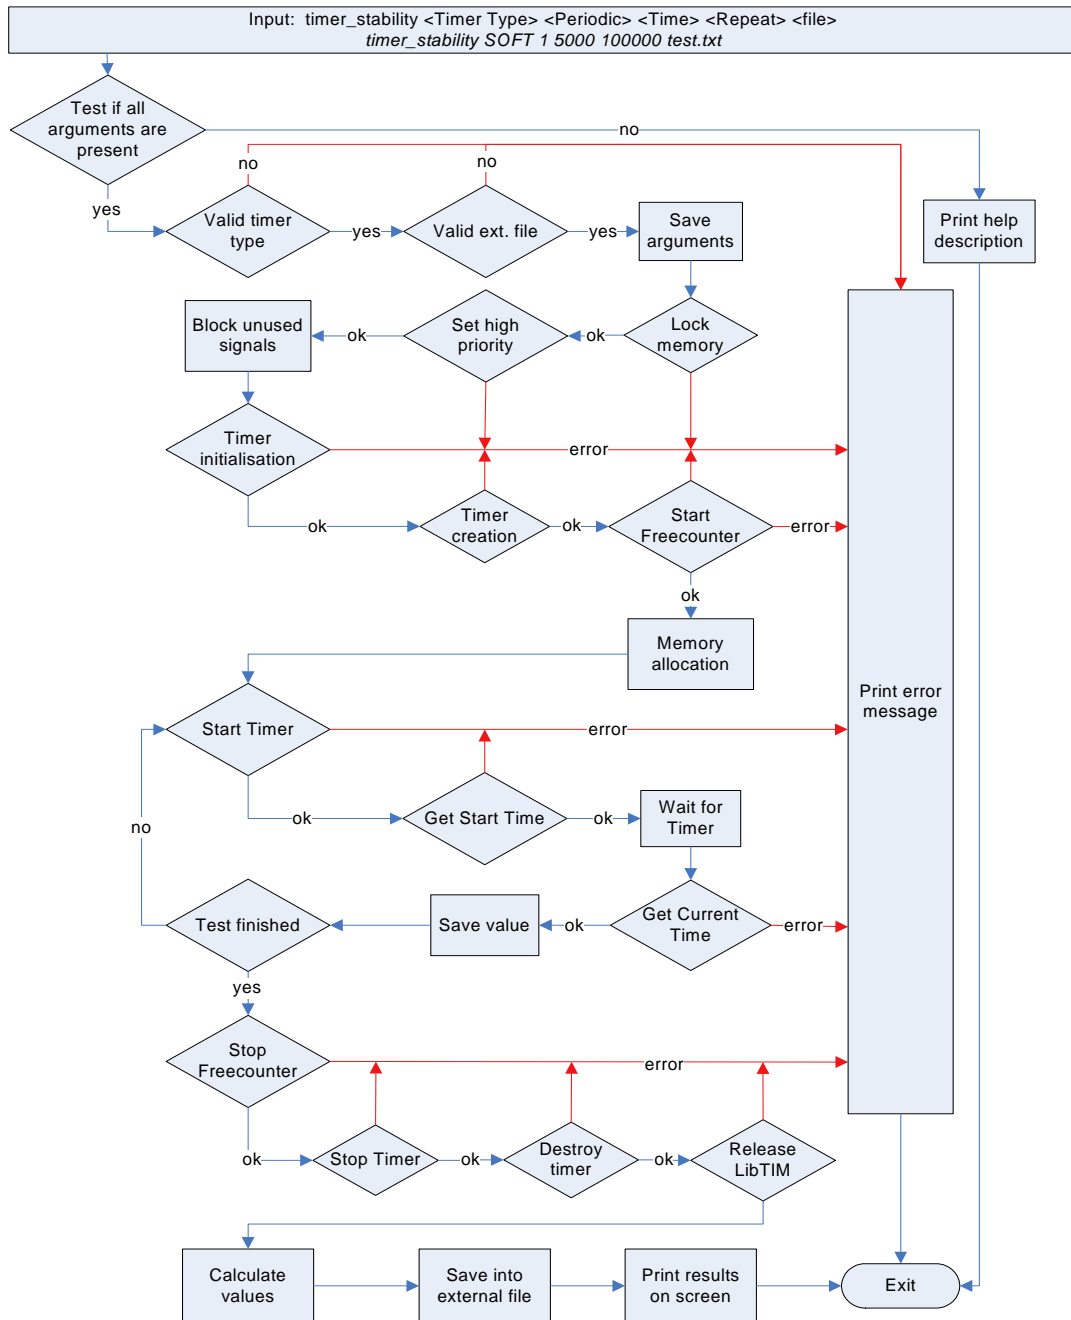 Input:  timer_stability <Timer Type> <Periodic> <Time> <Repeat> <file>
timer_stability SOFT 1 5000 100000 test.txt
Test if all
arguments are
present
no
yes
no
no
Valid timer
type
yes
Valid ext. file
yes
Save
arguments
Print help
description
Block unused
signals
ok
Set high
priority
ok
Lock
memory
Timer
initialisation
error
ok
Timer
creation
ok
Start
Freecounter
error
ok
Memory
allocation
Print error
message
Start Timer
error
no
ok
Get Start Time
ok
Wait for
Timer
Test finished
Save value
ok
Get Current
Time
error
yes
Stop
Freecounter
error
ok
Stop Timer
ok
Destroy
timer
ok
Release
LibTIM
Calculate
values
Save into
external file
Print results
on screen
Exit